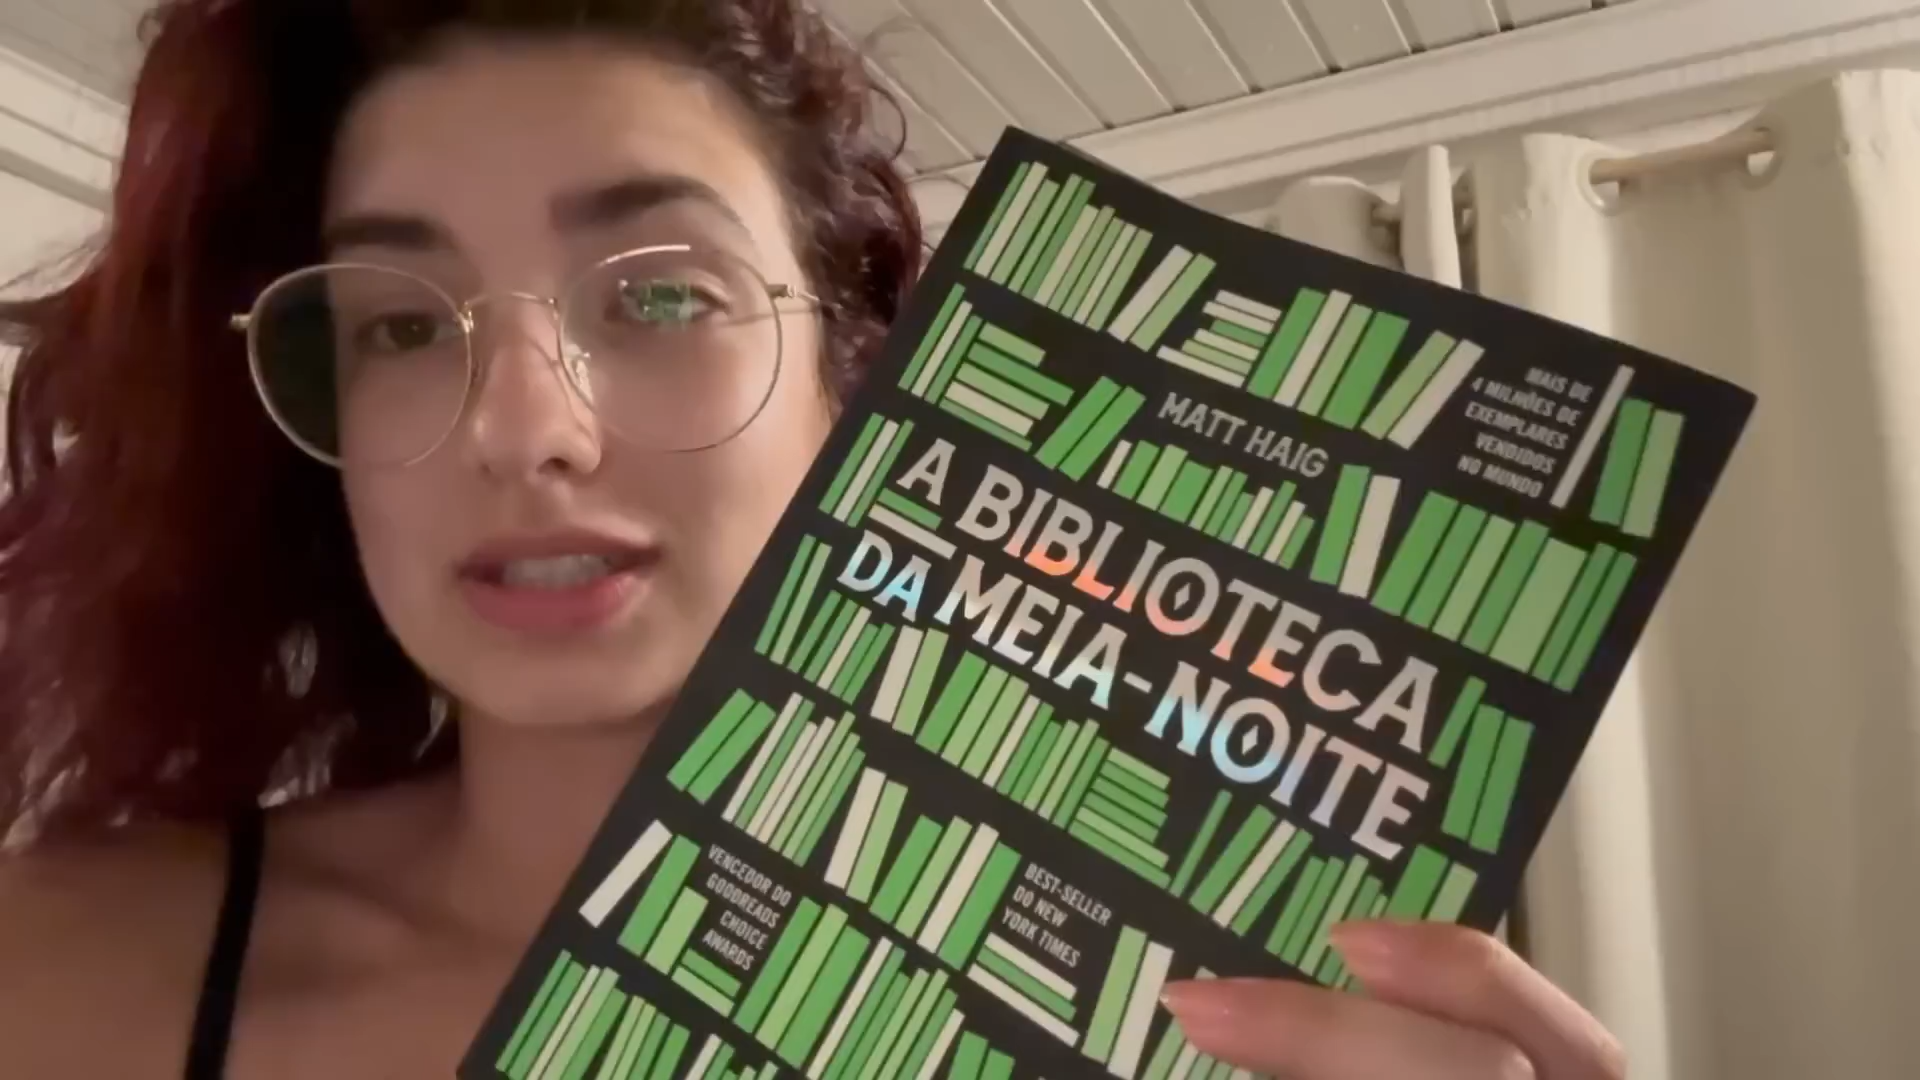 MAIS DE
4 MILHÕES DE
EXEMPLARES
VENDIDOS
NO MUNDO
MATT HAIG
A BIBLIOTECA
DA MEIA-NOITE
VENCEDOR DO
GOODREADS
CHOICE
AWARDS
BEST-SELLER
DO NEW
YORK TIMES